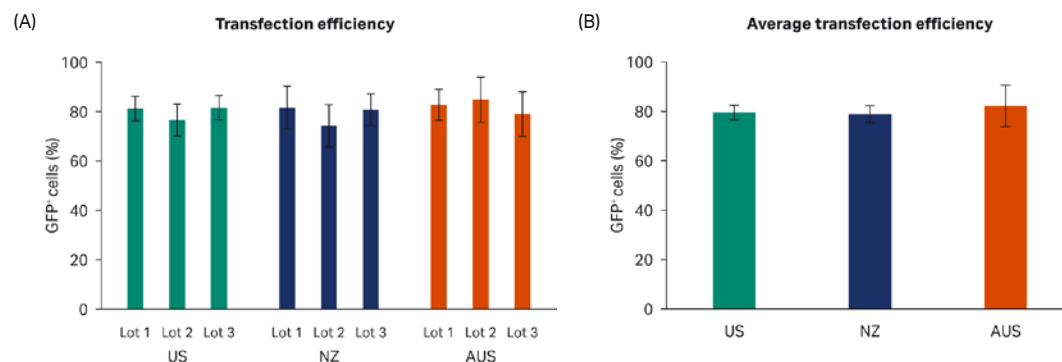 (A)
Transfection efficiency
GFP⁺ cells (%)
100
80
60
40
20
0
Lot 1 Lot 2 Lot 3 Lot 1 Lot 2 Lot 3 Lot 1 Lot 2 Lot 3
US NZ AUS
(B)
Average transfection efficiency
GFP⁺ cells (%)
100
80
60
40
20
0
US NZ AUS